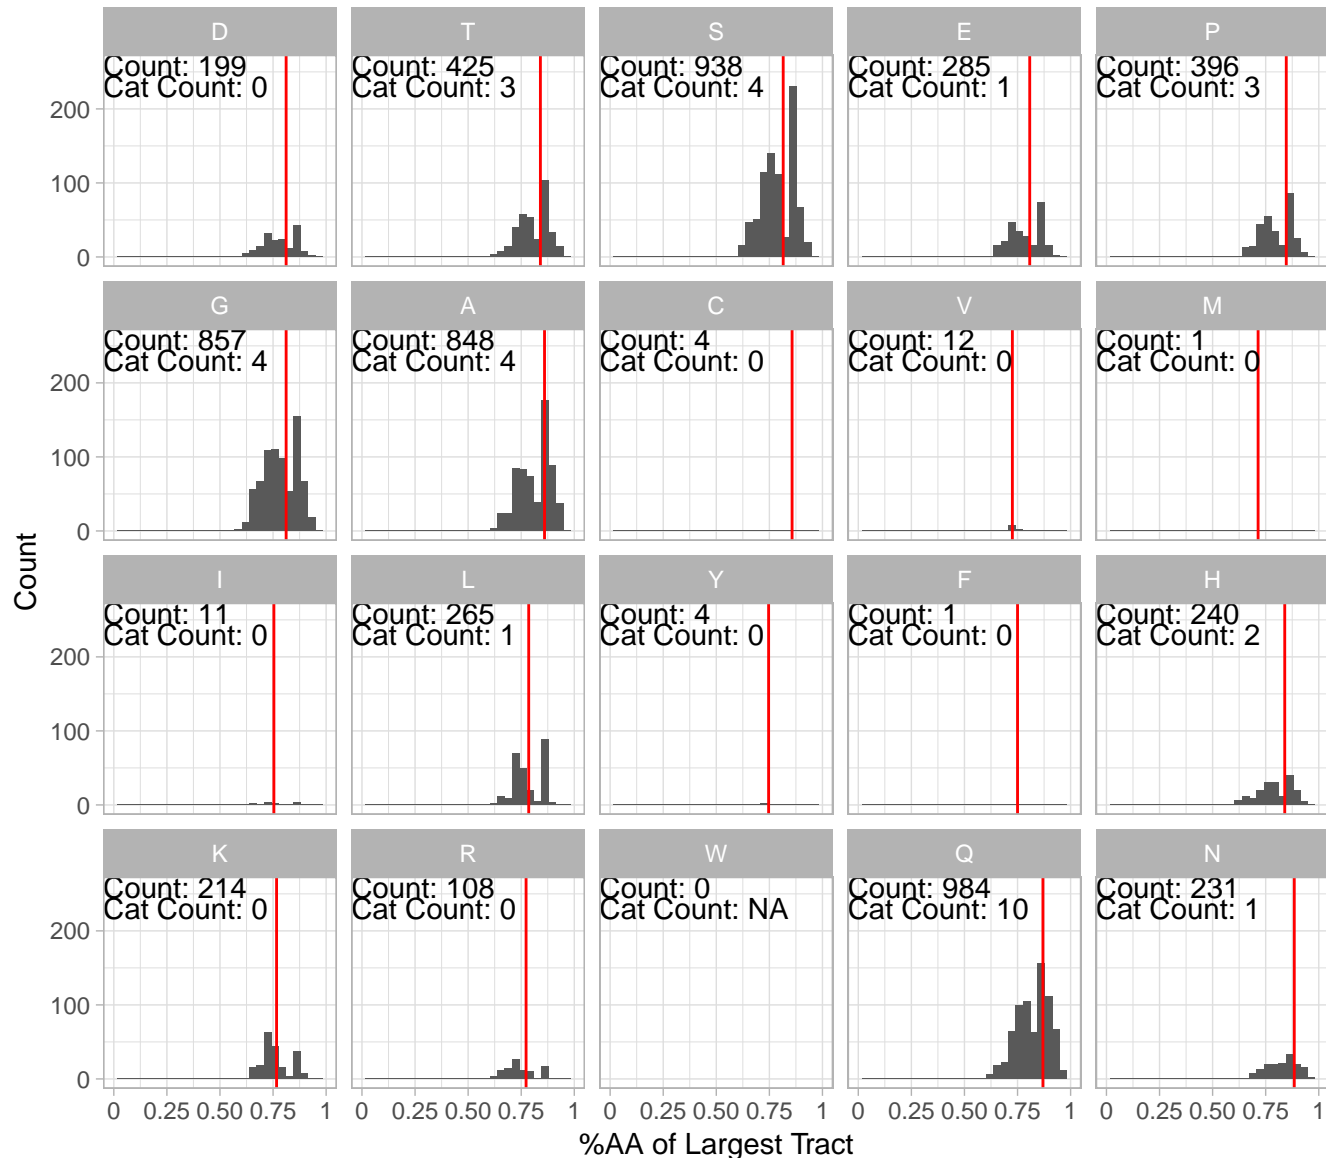 D
T
S
E
P
Count: 199
Cat Count: 0
Count: 425
Cat Count: 3
Count: 938
Cat Count: 4
Count: 285
Cat Count: 1
Count: 396
Cat Count: 3
200
100
0
G
A
C
V
M
Count: 857
Cat Count: 4
Count: 848
Cat Count: 4
Count: 4
Cat Count: 0
Count: 12
Cat Count: 0
Count: 1
Cat Count: 0
200
100
0
Count
I
L
Y
F
H
Count: 11
Cat Count: 0
Count: 265
Cat Count: 1
Count: 4
Cat Count: 0
Count: 1
Cat Count: 0
Count: 240
Cat Count: 2
200
100
0
K
R
W
Q
N
Count: 214
Cat Count: 0
Count: 108
Cat Count: 0
Count: 0
Cat Count: NA
Count: 984
Cat Count: 10
Count: 231
Cat Count: 1
200
100
0
0 0.25 0.50 0.75 1
0 0.25 0.50 0.75 1
0 0.25 0.50 0.75 1
0 0.25 0.50 0.75 1
0 0.25 0.50 0.75 1
%AA of Largest Tract